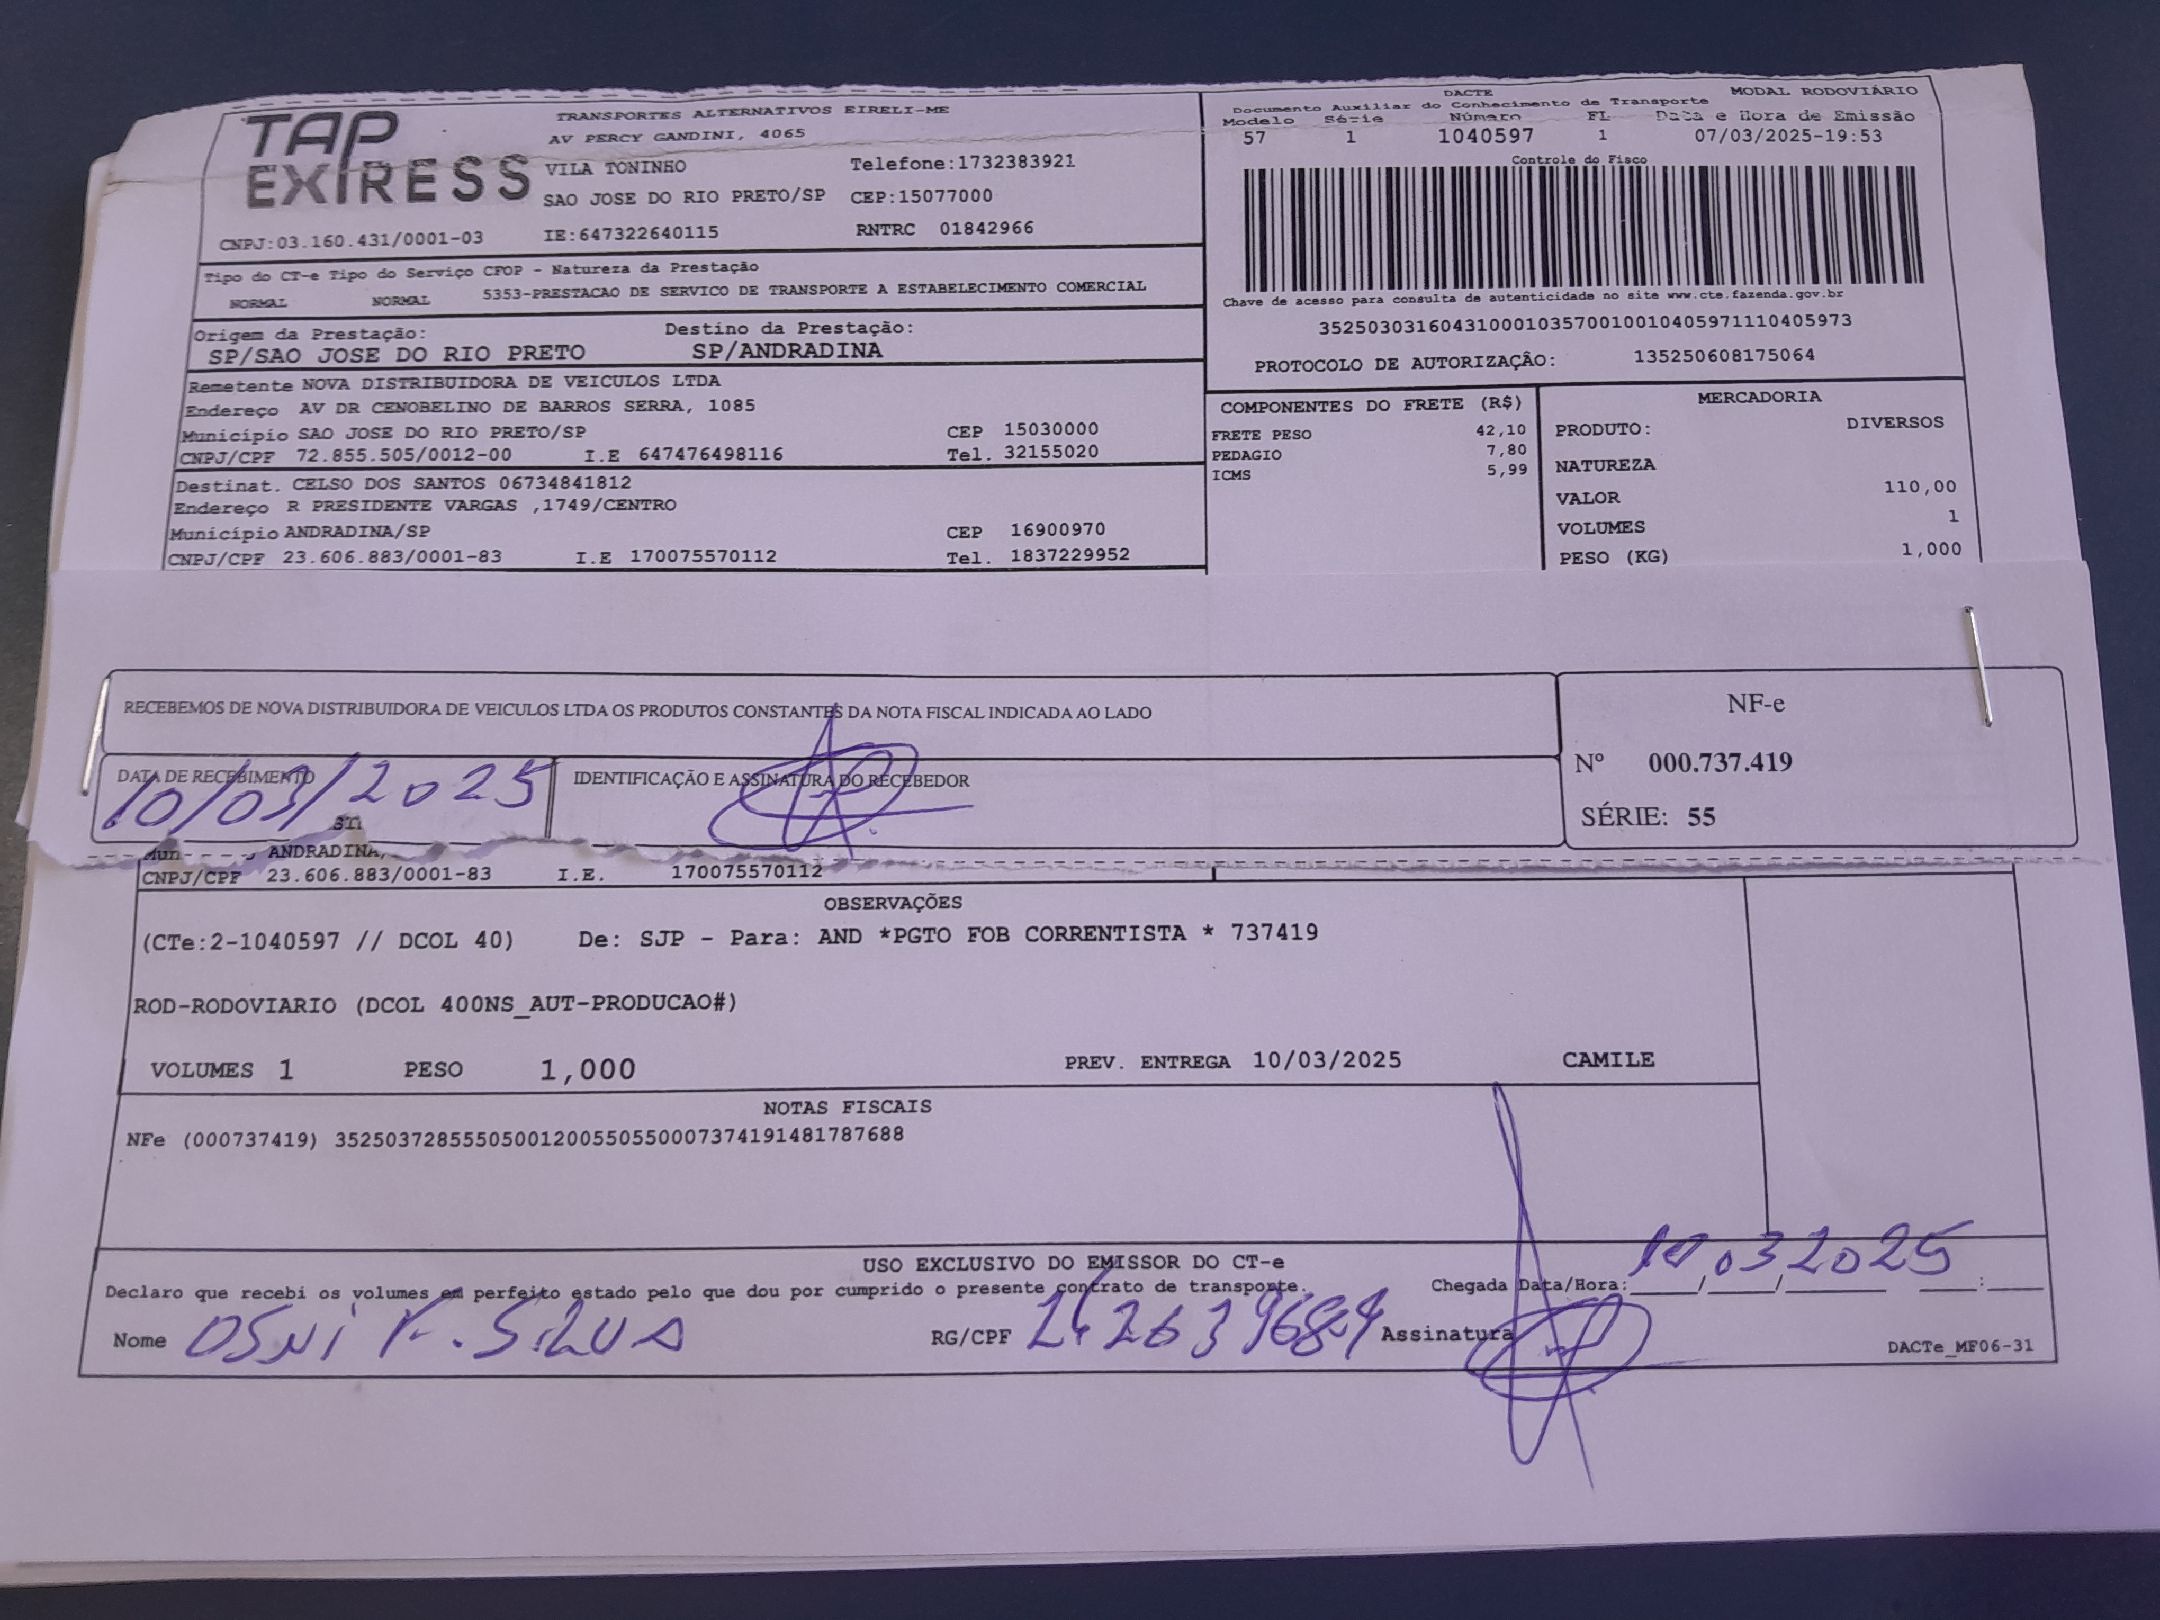 TAP EXPRESS
TRANSPORTES ALTERNATIVOS EIRELI-ME
AV PERCY GANDINI, 4065
VILA TONINHO Telefone:1732383921
SAO JOSE DO RIO PRETO/SP CEP:15077000
CNPJ:03.160.431/0001-03 IE:647322640115 RNTRC 01842966
Tipo do CT-e Tipo do Serviço CFOP - Natureza da Prestação
NORMAL NORMAL 5353-PRESTACAO DE SERVICO DE TRANSPORTE A ESTABELECIMENTO COMERCIAL
Origem da Prestação: Destino da Prestação:
SP/SAO JOSE DO RIO PRETO SP/ANDRADINA
Remetente NOVA DISTRIBUIDORA DE VEICULOS LTDA
Endereço AV DR CENOBELINO DE BARROS SERRA, 1085
Município SAO JOSE DO RIO PRETO/SP CEP 15030000
CNPJ/CPF 72.855.505/0012-00 I.E 647476498116 Tel. 32155020
Destinat. CELSO DOS SANTOS 06734841812
Endereço R PRESIDENTE VARGAS ,1749/CENTRO
Município ANDRADINA/SP CEP 16900970
CNPJ/CPF 23.606.883/0001-83 I.E 170075570112 Tel. 1837229952
DACTE MODAL RODOVIÁRIO
Documento Auxiliar do Conhecimento de Transporte
Modelo Série Número FL Data e Hora de Emissão
57 1 1040597 1 07/03/2025-19:53
Controle do Fisco
Chave de acesso para consulta de autenticidade no site www.cte.fazenda.gov.br
35250303160431000103570010010405971110405973
PROTOCOLO DE AUTORIZAÇÃO: 135250608175064
COMPONENTES DO FRETE (R$)
FRETE PESO 42,10
PEDAGIO 7,80
ICMS 5,99
MERCADORIA
PRODUTO: DIVERSOS
NATUREZA
VALOR 110,00
VOLUMES 1
PESO (KG) 1,000
RECEBEMOS DE NOVA DISTRIBUIDORA DE VEICULOS LTDA OS PRODUTOS CONSTANTES DA NOTA FISCAL INDICADA AO LADO
DATA DE RECEBIMENTO IDENTIFICAÇÃO E ASSINATURA DO RECEBEDOR
10/03/2025
NF-e
Nº 000.737.419
SÉRIE: 55
ANDRADINA
CNPJ/CPF 23.606.883/0001-83 I.E. 170075570112
OBSERVAÇÕES
(CTe:2-1040597 // DCOL 40) De: SJP - Para: AND *PGTO FOB CORRENTISTA * 737419
ROD-RODOVIARIO (DCOL 400NS_AUT-PRODUCAO#)
VOLUMES 1 PESO 1,000 PREV. ENTREGA 10/03/2025 CAMILE
NOTAS FISCAIS
NFe (000737419) 35250372855505001200550550007374191481787688
USO EXCLUSIVO DO EMISSOR DO CT-e
Declaro que recebi os volumes em perfeito estado pelo que dou por cumprido o presente contrato de transporte. Chegada Data/Hora: 10 03 2025
Nome OSNI F. SILVA RG/CPF Assinatura
DACTe_MF06-31